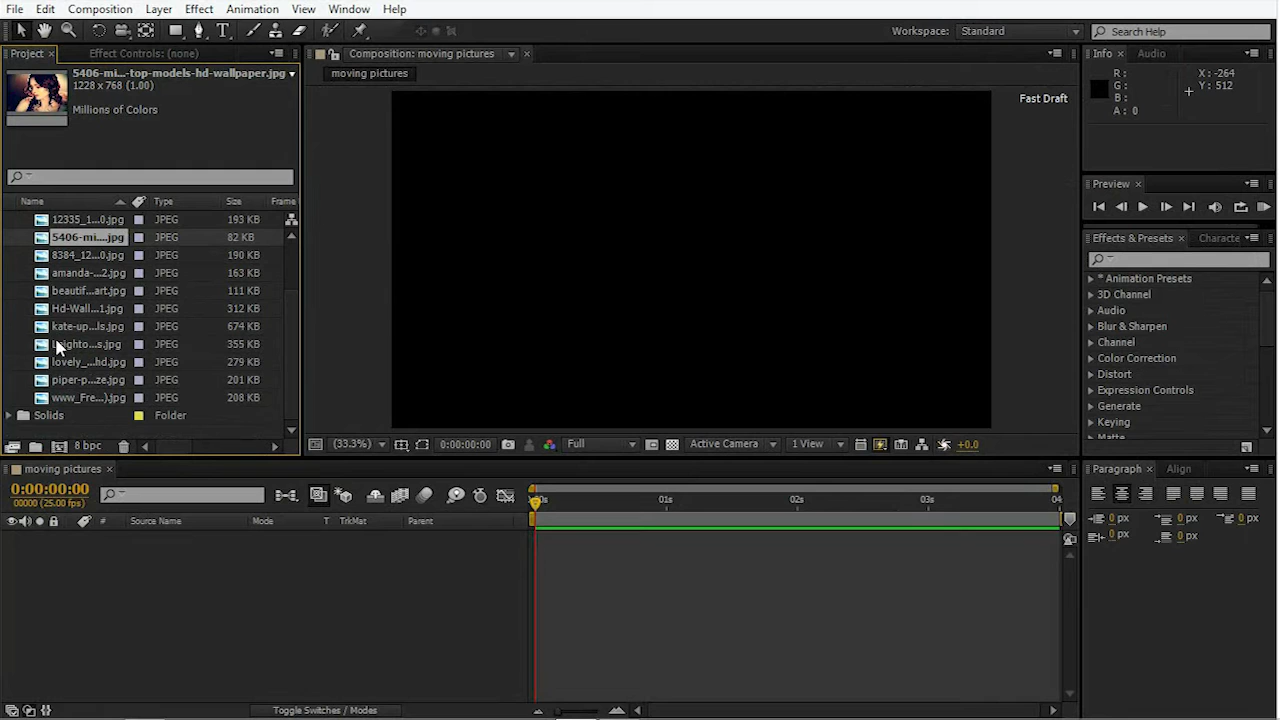 File Edit Composition Layer Effect Animation View Window Help
Workspace: Standard Search Help
Project Effect Controls: (none) Composition: moving pictures Info Audio
5406-mi...-top-models-hd-wallpaper.jpg
1228 x 768 (1.00)
Millions of Colors
moving pictures
Fast Draft
R: X: -264
G: Y: 512
B:
A: 0
Preview
Name Type Size Frame
12335_1...0.jpg JPEG 193 KB
5406-mi....jpg JPEG 82 KB
8384_12...0.jpg JPEG 190 KB
amanda-...2.jpg JPEG 163 KB
beautif...art.jpg JPEG 111 KB
Hd-Wall...1.jpg JPEG 312 KB
kate-up...ls.jpg JPEG 674 KB
JPEG 355 KB
lovely_...hd.jpg JPEG 279 KB
piper-p...ze.jpg JPEG 201 KB
www_Fre...).jpg JPEG 208 KB
Solids Folder
8 bpc
(33.3%) 0:00:00:00 Full Active Camera 1 View +0.0
Effects & Presets Characte
* Animation Presets
3D Channel
Audio
Blur & Sharpen
Channel
Color Correction
Distort
Expression Controls
Generate
Keying
Matte
moving pictures
0:00:00:00
00000 (25.00 fps)
# Source Name Mode T TrkMat Parent
01s 02s 03s 04
Paragraph Align
0 px 0 px 0 px
0 px 0 px
Toggle Switches / Modes